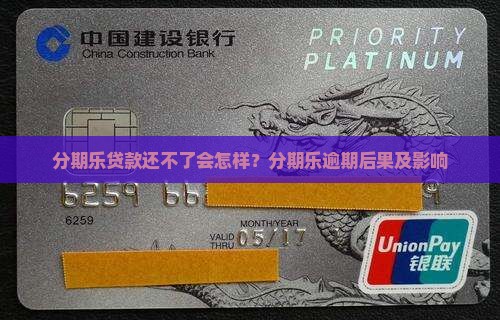 中国建设银行
China Construction Bank
PRIORITY
PLATINUM
分期乐贷款还不了会怎样？分期乐逾期后果及影响
6259 66
9
6259
MONTH/YEAR
VALID
THRU 05/17
UnionPay
银联